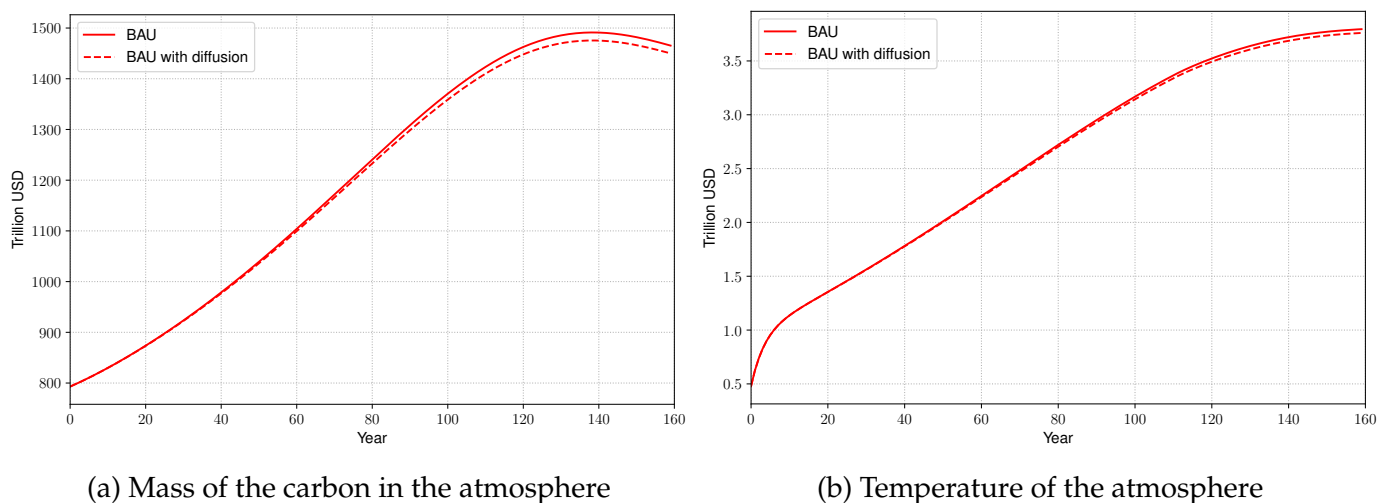 BAU
BAU with diffusion
Trillion USD
1500
1400
1300
1200
1100
1000
900
800
0 20 40 60 80 100 120 140 160
Year
(a) Mass of the carbon in the atmosphere
BAU
BAU with diffusion
Trillion USD
3.5
3.0
2.5
2.0
1.5
1.0
0.5
0 20 40 60 80 100 120 140 160
Year
(b) Temperature of the atmosphere